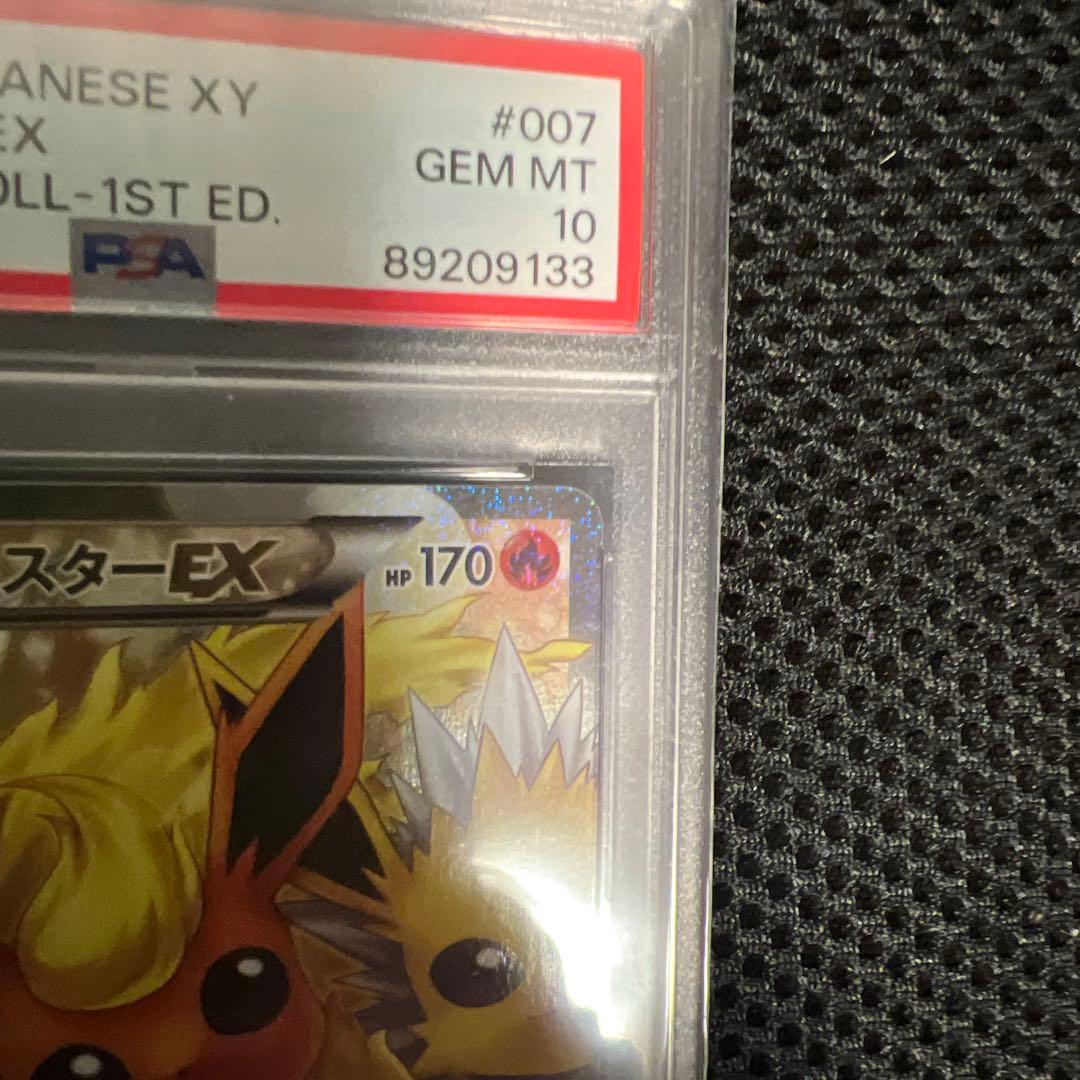 ANESE XY
#007
EX
GEM MT
OLL-1ST ED.
10
PSA
89209133
スターEX
HP 170